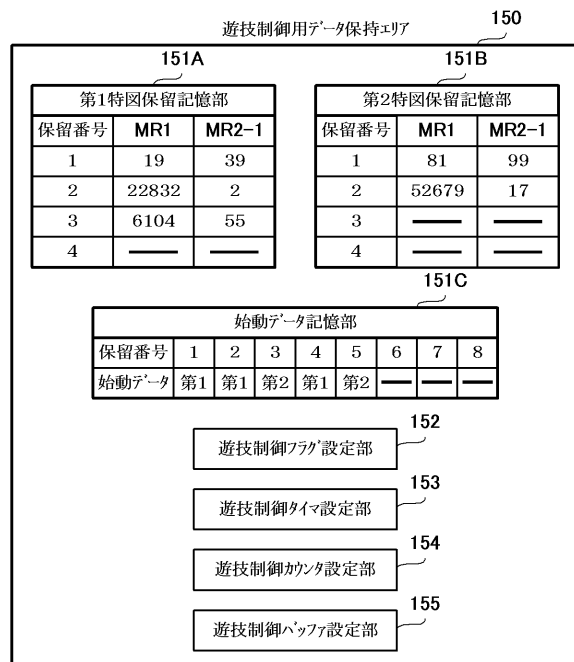 遊技制御用データ保持エリア 150
151A 151B
第1特図保留記憶部 第2特図保留記憶部
保留番号 MR1 MR2-1 保留番号 MR1 MR2-1
1 19 39 1 81 99
2 22832 2 2 52679 17
3 6104 55 3 ── ──
4 ── ── 4 ── ──
151C
始動データ記憶部
保留番号 1 2 3 4 5 6 7 8
始動データ 第1 第1 第2 第1 第2 ── ── ──
152
遊技制御フラグ設定部
153
遊技制御タイマ設定部
154
遊技制御カウンタ設定部
155
遊技制御バッファ設定部